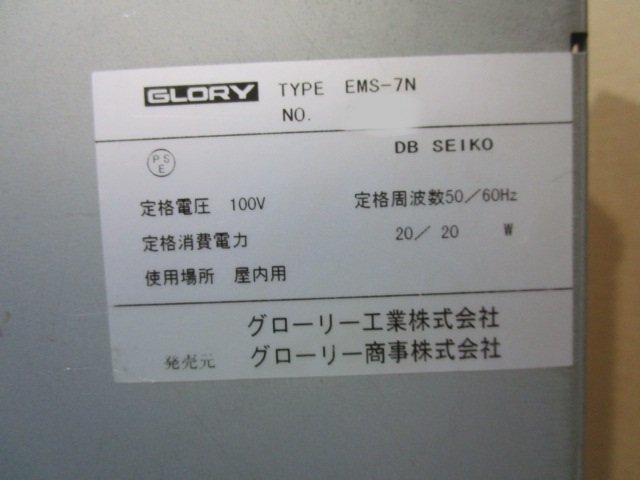 GLORY TYPE EMS-7N
NO.
DB SEIKO
PSE
定格電圧 100V 定格周波数50／60Hz
定格消費電力 20／ 20 W
使用場所 屋内用
グローリー工業株式会社
発売元 グローリー商事株式会社